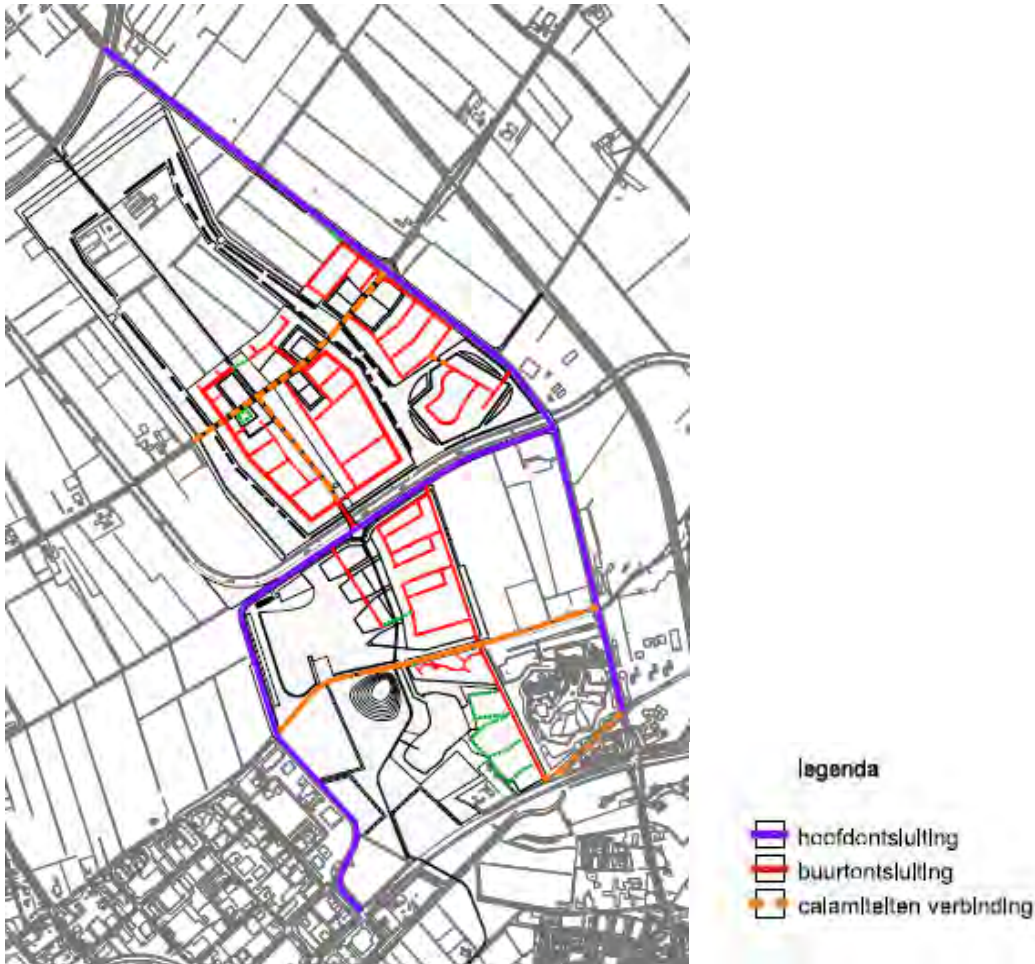 legenda
hoofdontsluiting
buurtontsluiting
calamiteiten verbinding